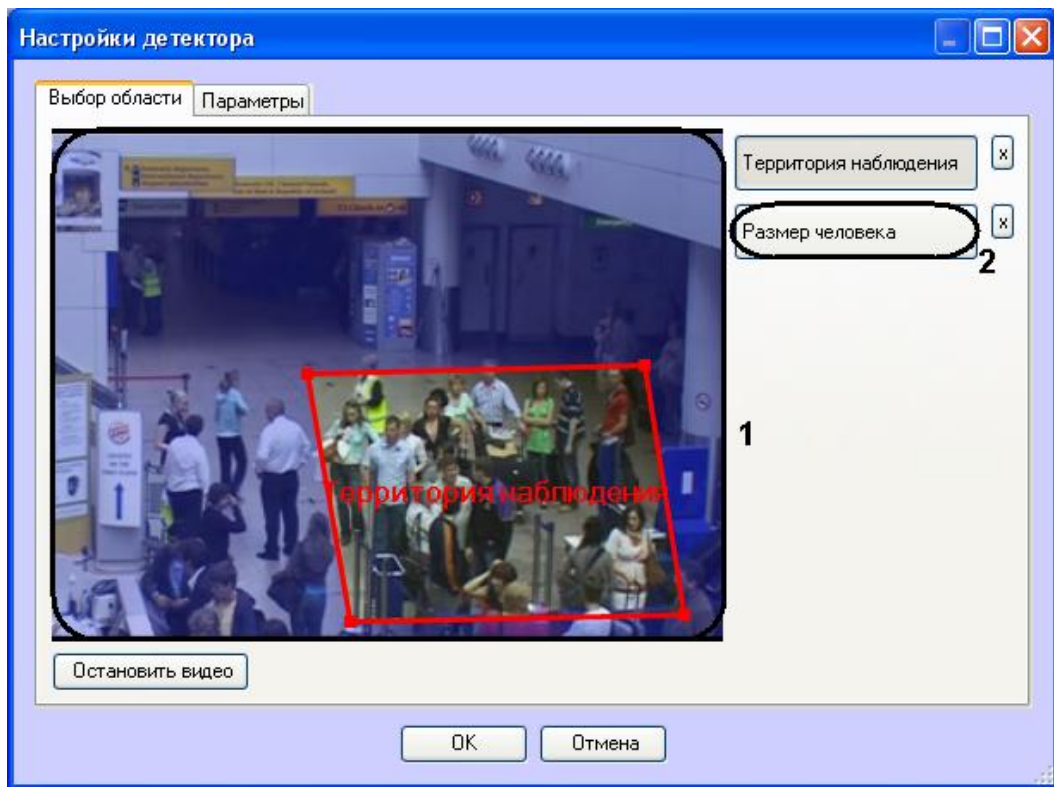 Настройки детектора
Выбор области
Параметры
Территория наблюдения
x
Размер человека
x
2
1
Территория наблюдения
Остановить видео
OK
Отмена